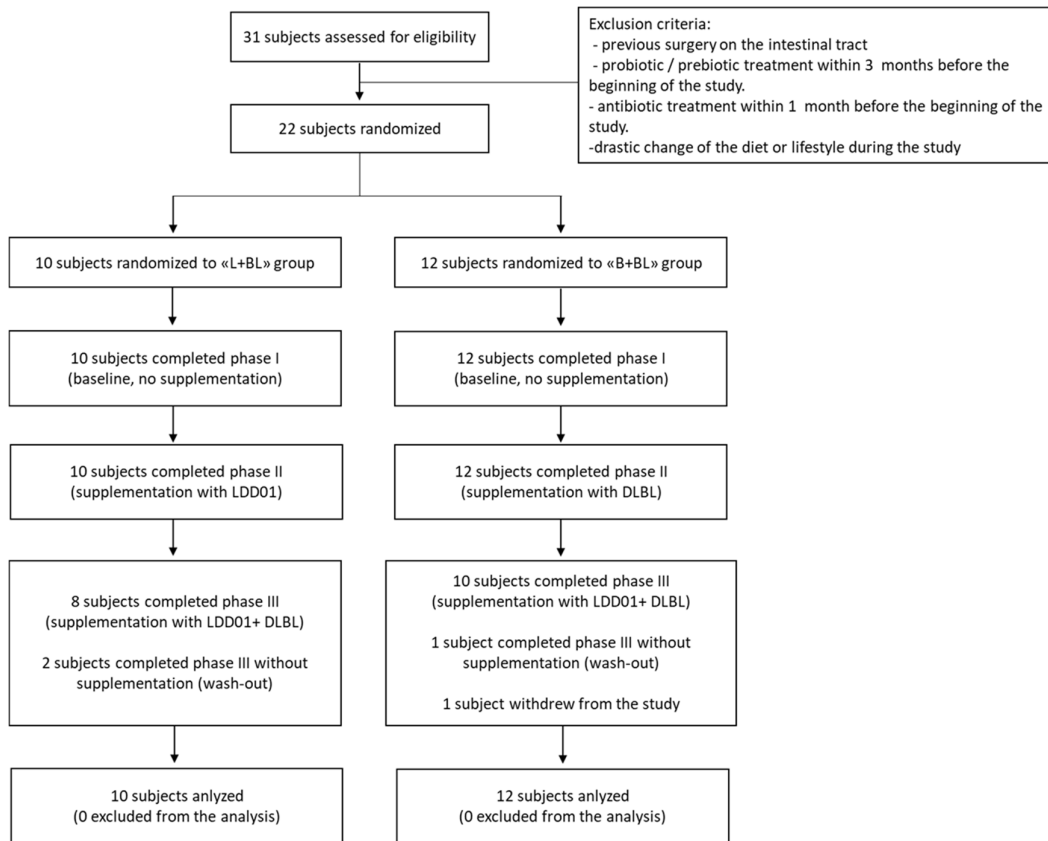 31 subjects assessed for eligibility
Exclusion criteria:
- previous surgery on the intestinal tract
- probiotic / prebiotic treatment within 3 months before the
beginning of the study.
- antibiotic treatment within 1 month before the beginning of the
study.
-drastic change of the diet or lifestyle during the study
22 subjects randomized
10 subjects randomized to «L+BL» group
12 subjects randomized to «B+BL» group
10 subjects completed phase I
(baseline, no supplementation)
12 subjects completed phase I
(baseline, no supplementation)
10 subjects completed phase II
(supplementation with LDD01)
12 subjects completed phase II
(supplementation with DLBL)
8 subjects completed phase III
(supplementation with LDD01+ DLBL)
2 subjects completed phase III without
supplementation (wash-out)
10 subjects completed phase III
(supplementation with LDD01+ DLBL)
1 subject completed phase III without
supplementation (wash-out)
1 subject withdrew from the study
10 subjects anlyzed
(0 excluded from the analysis)
12 subjects anlyzed
(0 excluded from the analysis)